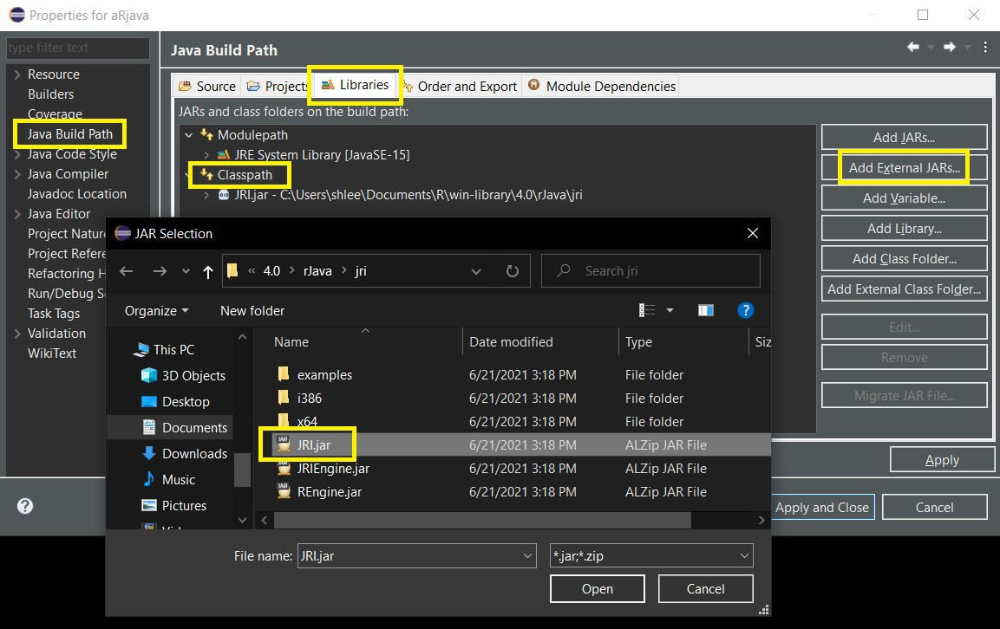 Properties for aRjava
type filter text
Resource
Builders
Coverage
Java Build Path
Java Code Style
Java Compiler
Javadoc Location
Java Editor
Project Nature
Project Refere
Refactoring H
Run/Debug S
Task Tags
Validation
WikiText
Java Build Path
Source Projects Libraries Order and Export Module Dependencies
JARs and class folders on the build path:
Modulepath
JRE System Library [JavaSE-15]
Classpath
JRI.jar - C:\Users\shlee\Documents\R\win-library\4.0\rJava\jri
Add JARs...
Add External JARs...
Add Variable...
Add Library...
Add Class Folder...
Add External Class Folder...
Edit...
Remove
Migrate JAR File...
Apply
Apply and Close Cancel
JAR Selection
« 4.0 > rJava > jri
Search jri
Organize New folder
This PC
3D Objects
Desktop
Documents
Downloads
Music
Pictures
Name Date modified Type Siz
examples 6/21/2021 3:18 PM File folder
i386 6/21/2021 3:18 PM File folder
x64 6/21/2021 3:18 PM File folder
JRI.jar 6/21/2021 3:18 PM ALZip JAR File
JRIEngine.jar 6/21/2021 3:18 PM ALZip JAR File
REngine.jar 6/21/2021 3:18 PM ALZip JAR File
File name: JRI.jar *.jar;*.zip
Open Cancel